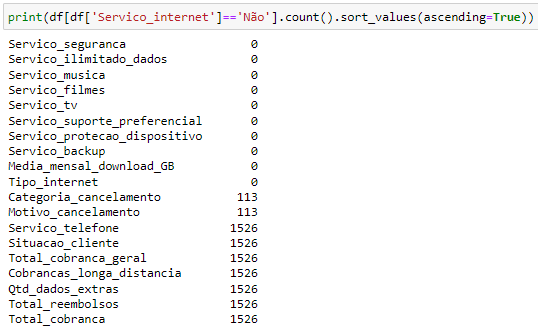 print(df[df['Servico_internet']=='Não'].count().sort_values(ascending=True))
Servico_seguranca 0
Servico_ilimitado_dados 0
Servico_musica 0
Servico_filmes 0
Servico_tv 0
Servico_suporte_preferencial 0
Servico_protecao_dispositivo 0
Servico_backup 0
Media_mensal_download_GB 0
Tipo_internet 0
Categoria_cancelamento 113
Motivo_cancelamento 113
Servico_telefone 1526
Situacao_cliente 1526
Total_cobranca_geral 1526
Cobrancas_longa_distancia 1526
Qtd_dados_extras 1526
Total_reembolsos 1526
Total_cobranca 1526